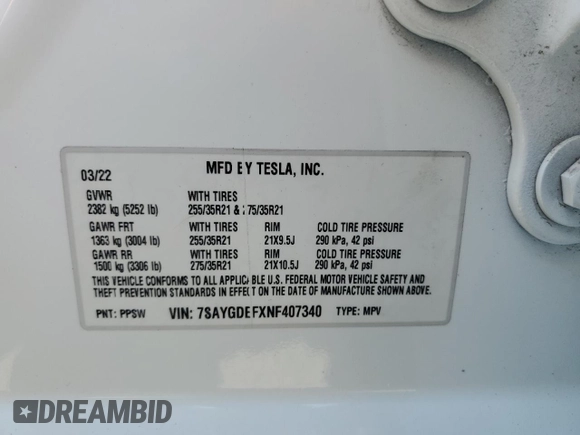 03/22 MFD BY TESLA, INC.
GVWR WITH TIRES
2382 kg (5252 lb) 255/35R21 & 275/35R21
GAWR FRT WITH TIRES RIM COLD TIRE PRESSURE
1363 kg (3004 lb) 255/35R21 21X9.5J 290 kPa, 42 psi
GAWR RR WITH TIRES RIM COLD TIRE PRESSURE
1500 kg (3306 lb) 275/35R21 21X10.5J 290 kPa, 42 psi
THIS VEHICLE CONFORMS TO ALL APPLICABLE U.S. FEDERAL MOTOR VEHICLE SAFETY AND
THEFT PREVENTION STANDARDS IN EFFECT ON THE DATE OF MANUFACTURE SHOWN ABOVE.
PNT: PPSW VIN: 7SAYGDEFXNF407340 TYPE: MPV
DREAMBID